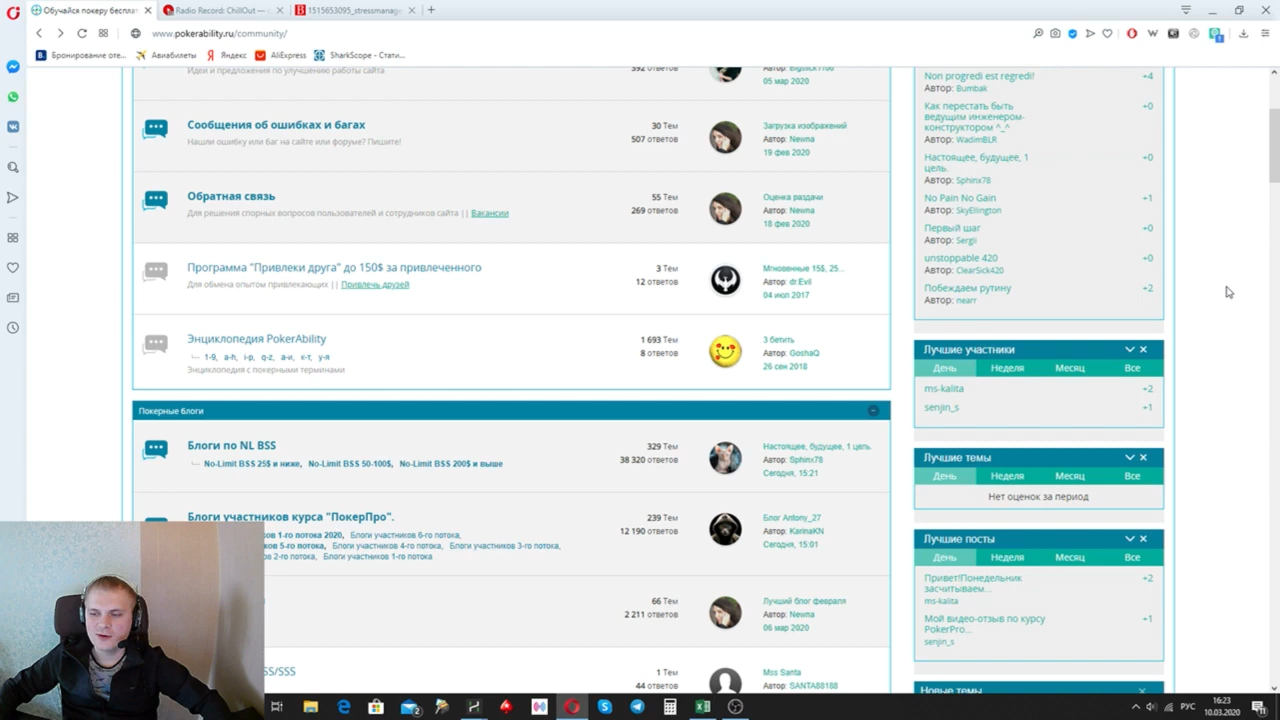 Обучайся покеру бесплат
Radio Record: ChillOut —
1515653095_stressmanage
www.pokerability.ru/community/
Бронирование оте...
Авиабилеты
Яндекс
AliExpress
SharkScope - Стати...
Идеи и предложения по улучшению работы сайта
392 ответов
05 мар 2020
Сообщения об ошибках и багах
Нашли ошибку или баг на сайте или форуме? Пишите!
30 Тем
507 ответов
Загрузка изображений
Автор: Newna
19 фев 2020
Обратная связь
Для решения спорных вопросов пользователей и сотрудников сайта || Вакансии
55 Тем
269 ответов
Оценка раздачи
Автор: Newna
18 фев 2020
Программа "Привлеки друга" до 150$ за привлеченного
Для обмена опытом привлекающих || Привлечь друзей
3 Тем
12 ответов
Мгновенные 15$, 25...
Автор: dr.Evil
04 июл 2017
Энциклопедия PokerAbility
1-9, a-h, i-p, q-z, а-и, к-т, у-я
Энциклопедия с покерными терминами
1 693 Тем
8 ответов
3 бетить
Автор: GoshaQ
26 сен 2018
Покерные блоги
Блоги по NL BSS
No-Limit BSS 25$ и ниже, No-Limit BSS 50-100$, No-Limit BSS 200$ и выше
329 Тем
38 320 ответов
Настоящее, будущее, 1 цель.
Автор: Sphinx78
Сегодня, 15:21
Блоги участников курса "ПокерПро".
ков 1-го потока 2020, Блоги участников 6-го потока,
ков 5-го потока, Блоги участников 4-го потока, Блоги участников 3-го потока,
ков 2-го потока, Блоги участников 1-го потока
239 Тем
12 190 ответов
Блог Antony_27
Автор: KarinaKN
Сегодня, 15:01
66 Тем
2 211 ответов
Лучший блог февраля
Автор: Newna
06 мар 2020
SS/SSS
1 Тем
44 ответов
Mss Santa
Автор: SANTA88188
Non progredi est regredi! +4
Автор: Bumbak
Как перестать быть +0
ведущим инженером-
конструктором ^_^
Автор: WadimBLR
Настоящее, будущее, 1 +0
цель.
Автор: Sphinx78
No Pain No Gain +1
Автор: SkyEllington
Первый шаг +0
Автор: Sergii
unstoppable 420 +0
Автор: ClearSick420
Побеждаем рутину +2
Автор: nearr
Лучшие участники
День Неделя Месяц Все
ms-kalita +2
senjin_s +1
Лучшие темы
День Неделя Месяц Все
Нет оценок за период
Лучшие посты
День Неделя Месяц Все
Привет!Понедельник +2
засчитываем...
ms-kalita
Мой видео-отзыв по курсу +1
PokerPro...
senjin_s
Новые темы
РУС
16:23
10.03.2020